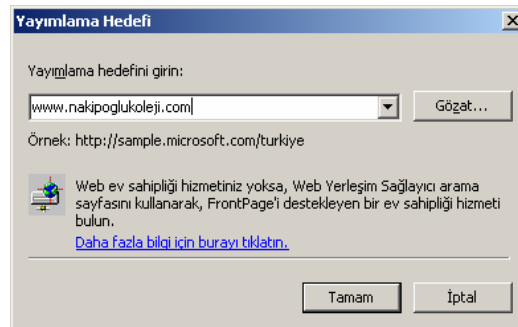 Yayımlama Hedefi
Yayımlama hedefini girin:
www.nakipoglukoleji.com
Gözat...
Örnek: http://sample.microsoft.com/turkiye
Web ev sahipliği hizmetiniz yoksa, Web Yerleşim Sağlayıcı arama
sayfasını kullanarak, FrontPage'i destekleyen bir ev sahipliği hizmeti
bulun.
Daha fazla bilgi için burayı tıklatın.
Tamam
İptal